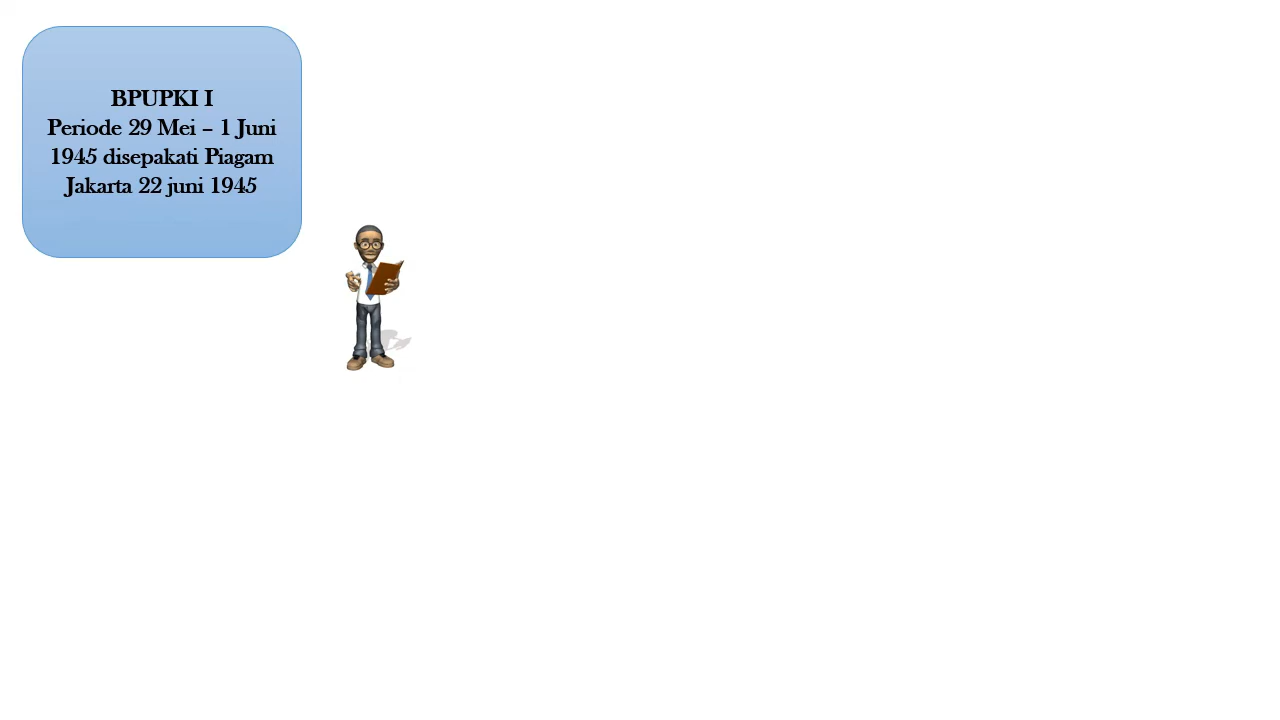 BPUPKI I
Periode 29 Mei – 1 Juni
1945 disepakati Piagam
Jakarta 22 juni 1945